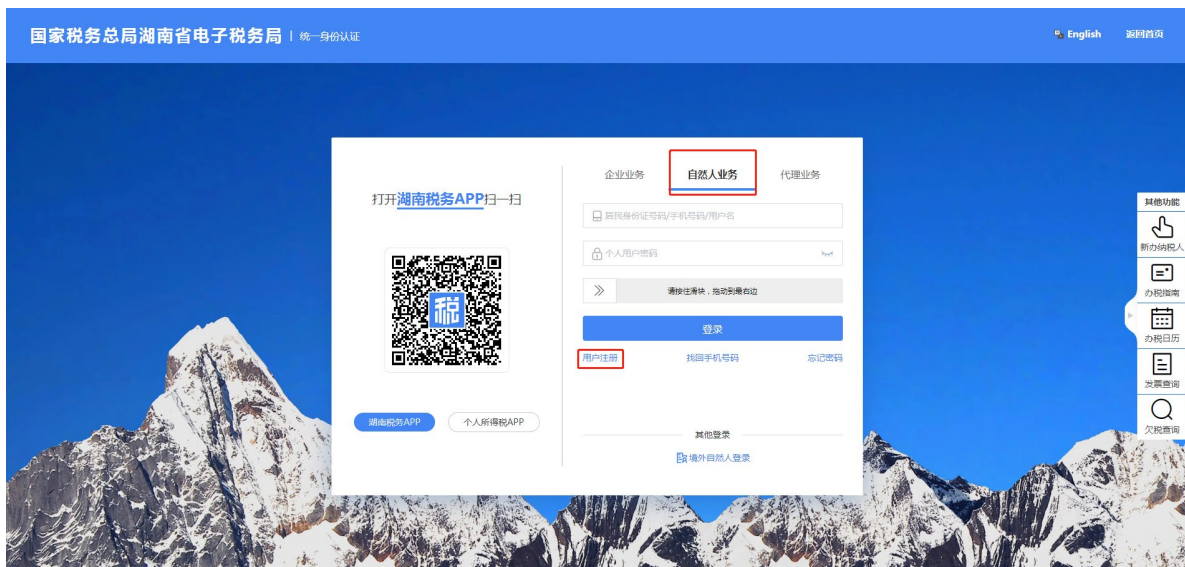 国家税务总局湖南省电子税务局 | 统一身份认证
English 返回首页
打开湖南税务APP扫一扫
税
湖南税务APP 个人所得税APP
企业业务 自然人业务 代理业务
居民身份证号码/手机号码/用户名
个人用户密码
请按住滑块，拖动到最右边
登录
用户注册 找回手机号码 忘记密码
其他登录
境外自然人登录
其他功能
新办纳税人
办税指南
办税日历
发票查询
欠税查询